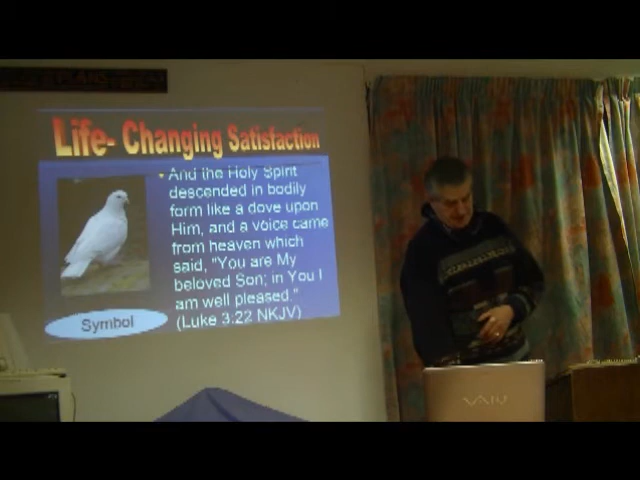 Life- Changing Satisfaction
And the Holy Spirit
descended in bodily
form like a dove upon
Him, and a voice came
from heaven which
said, "You are My
beloved Son; in You I
am well pleased."
(Luke 3:22 NKJV)
Symbol
VAIO